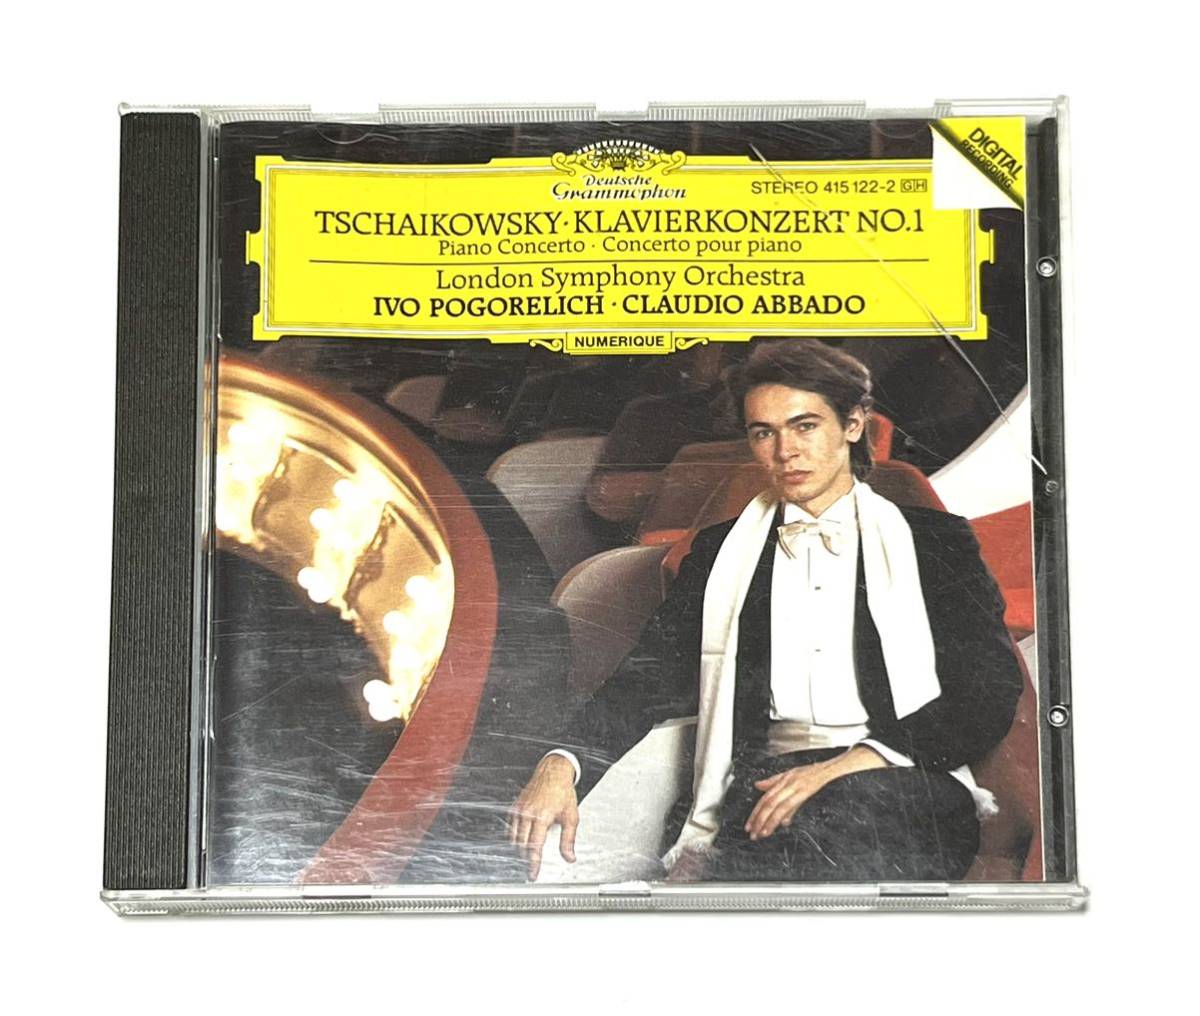 DIGITAL
RECORDING
Deutsche
Grammophon
STEREO 415 122-2 GH
TSCHAIKOWSKY·KLAVIERKONZERT NO.1
Piano Concerto · Concerto pour piano
London Symphony Orchestra
IVO POGORELICH · CLAUDIO ABBADO
NUMERIQUE